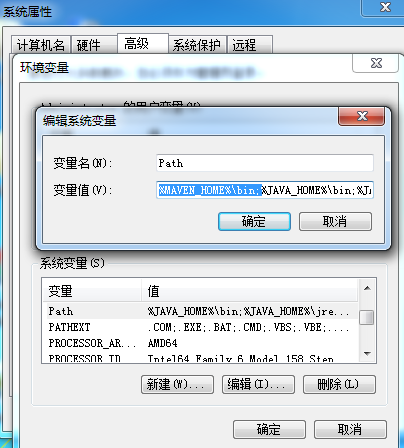 系统属性
计算机名 硬件 高级 系统保护 远程
环境变量
的用户变量(U)
编辑系统变量
变量名(N): Path
变量值(V): %MAVEN_HOME%\bin;%JAVA_HOME%\bin;%JA
确定 取消
系统变量(S)
变量 值
Path %JAVA_HOME%\bin;%JAVA_HOME%\jre...
PATHEXT .COM;.EXE;.BAT;.CMD;.VBS;.VBE;....
PROCESSOR_AR... AMD64
PROCESSOR_ID Intel64 Family 6 Model 158 Step
新建(W)... 编辑(I)... 删除(L)
确定 取消